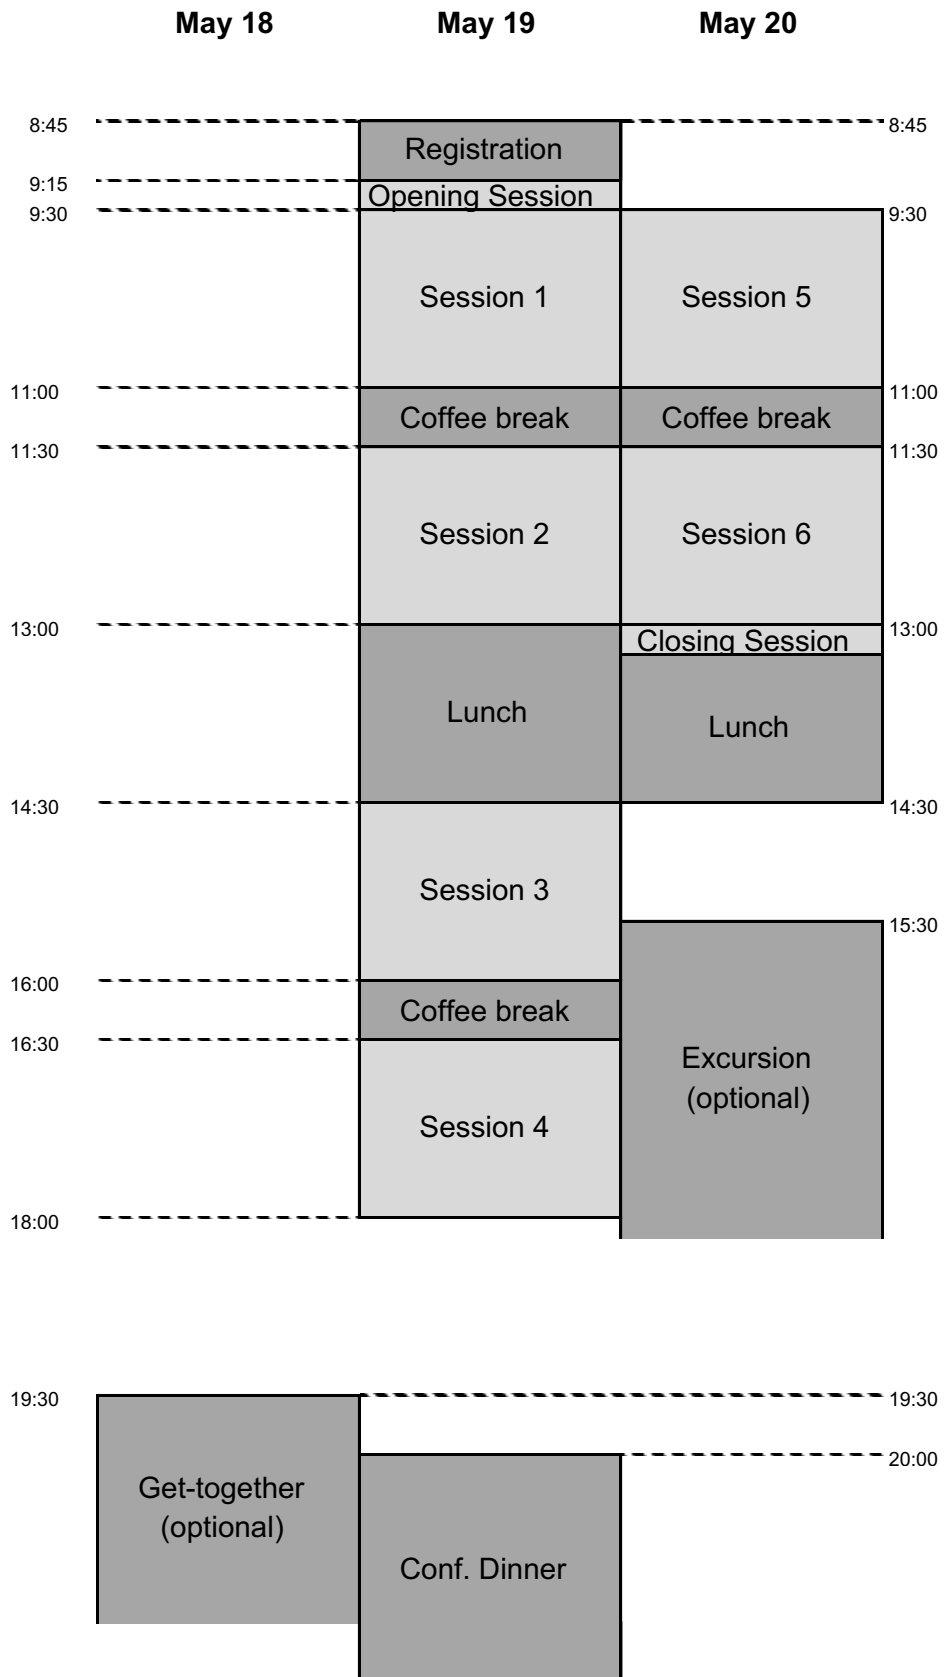 May 18 May 19 May 20
8:45 8:45
Registration
9:15
Opening Session
9:30 9:30
Session 1 Session 5
11:00 11:00
Coffee break Coffee break
11:30 11:30
Session 2 Session 6
13:00 13:00
Closing Session
Lunch
Lunch
14:30 14:30
Session 3
15:30
16:00
Coffee break
16:30
Excursion
(optional)
Session 4
18:00
19:30 19:30
20:00
Get-together
(optional)
Conf. Dinner